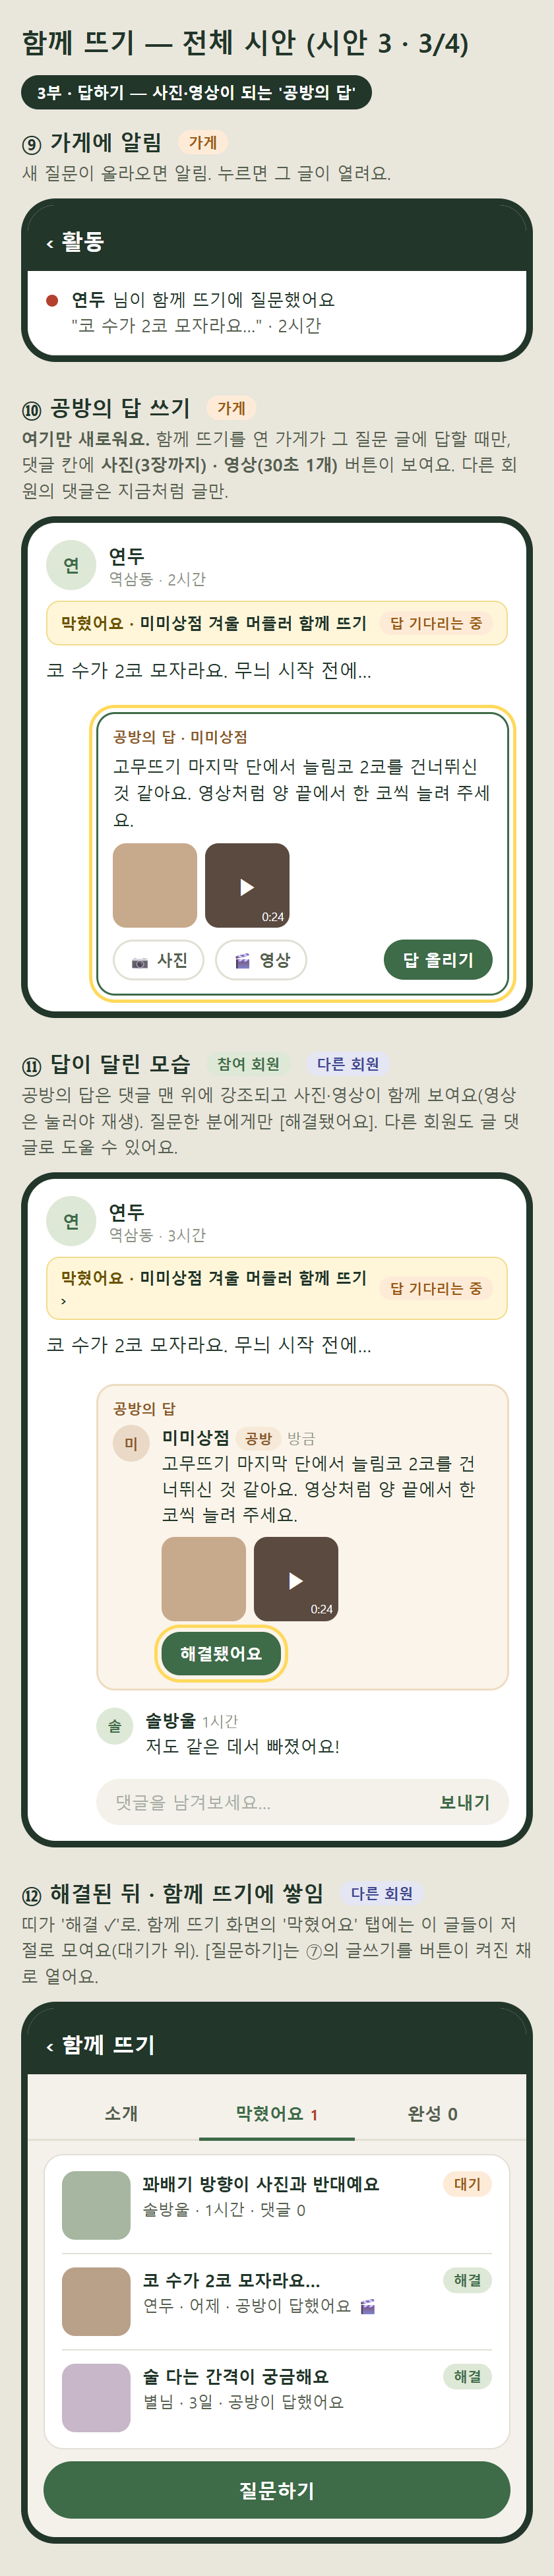 함께 뜨기 — 전체 시안 (시안 3 · 3/4)
3부 · 답하기 — 사진·영상이 되는 '공방의 답'
⑨ 가게에 알림 가게
새 질문이 올라오면 알림. 누르면 그 글이 열려요.
‹ 활동
연두 님이 함께 뜨기에 질문했어요
"코 수가 2코 모자라요..." · 2시간
⑩ 공방의 답 쓰기 가게
여기만 새로워요. 함께 뜨기를 연 가게가 그 질문 글에 답할 때만,
댓글 칸에 사진(3장까지) · 영상(30초 1개) 버튼이 보여요. 다른 회
원의 댓글은 지금처럼 글만.
연
연두
역삼동 · 2시간
막혔어요 · 미미상점 겨울 머플러 함께 뜨기 답 기다리는 중
코 수가 2코 모자라요. 무늬 시작 전에...
공방의 답 · 미미상점
고무뜨기 마지막 단에서 늘림코 2코를 건너뛰신
것 같아요. 영상처럼 양 끝에서 한 코씩 늘려 주세
요.
0:24
📷 사진 🎬 영상 답 올리기
⑪ 답이 달린 모습 참여 회원 다른 회원
공방의 답은 댓글 맨 위에 강조되고 사진·영상이 함께 보여요(영상
은 눌러야 재생). 질문한 분에게만 [해결됐어요]. 다른 회원도 글 댓
글로 도울 수 있어요.
연
연두
역삼동 · 3시간
막혔어요 · 미미상점 겨울 머플러 함께 뜨기 답 기다리는 중
›
코 수가 2코 모자라요. 무늬 시작 전에...
공방의 답
미
미미상점 공방 방금
고무뜨기 마지막 단에서 늘림코 2코를 건
너뛰신 것 같아요. 영상처럼 양 끝에서 한
코씩 늘려 주세요.
0:24
해결됐어요
솔
솔방울 1시간
저도 같은 데서 빠졌어요!
댓글을 남겨보세요... 보내기
⑫ 해결된 뒤 · 함께 뜨기에 쌓임 다른 회원
띠가 '해결 ✓'로. 함께 뜨기 화면의 '막혔어요' 탭에는 이 글들이 저
절로 모여요(대기가 위). [질문하기]는 ⑦의 글쓰기를 버튼이 켜진 채
로 열어요.
‹ 함께 뜨기
소개 막혔어요 1 완성 0
꽈배기 방향이 사진과 반대예요 대기
솔방울 · 1시간 · 댓글 0
코 수가 2코 모자라요... 해결
연두 · 어제 · 공방이 답했어요 🎬
술 다는 간격이 궁금해요 해결
별님 · 3일 · 공방이 답했어요
질문하기